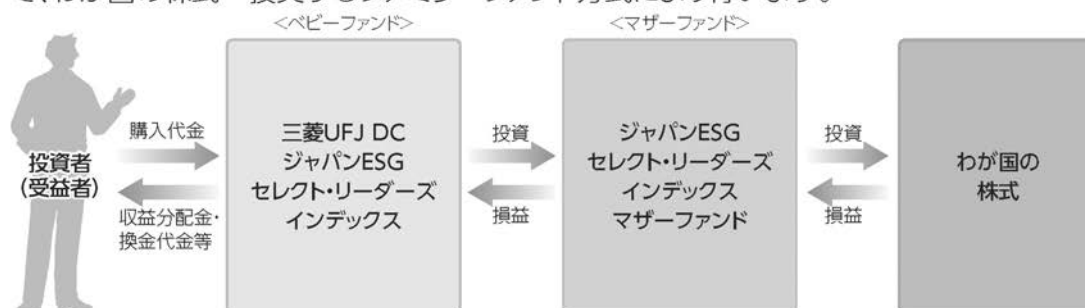 ＜ベビーファンド＞
＜マザーファンド＞
投資者
(受益者)
購入代金
収益分配金・
換金代金等
三菱UFJ DC
ジャパンESG
セレクト・リーダーズ
インデックス
投資
損益
ジャパンESG
セレクト・リーダーズ
インデックス
マザーファンド
投資
損益
わが国の
株式